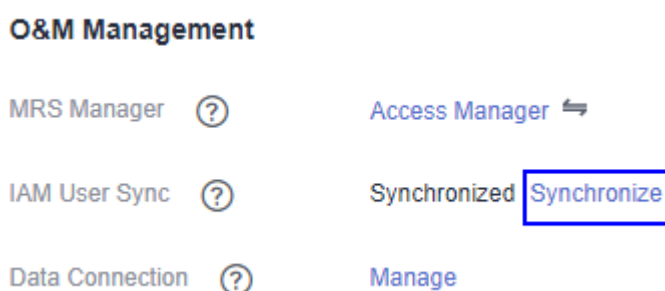 O&M Management
MRS Manager ? Access Manager
IAM User Sync ? Synchronized Synchronize
Data Connection ? Manage